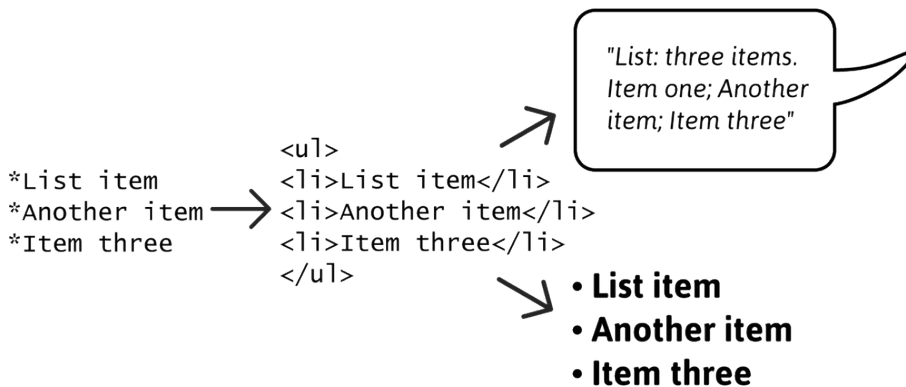 *List item
*Another item
*Item three
<ul>
<li>List item</li>
<li>Another item</li>
<li>Item three</li>
</ul>
"List: three items.
Item one; Another
item; Item three"
• List item
• Another item
• Item three